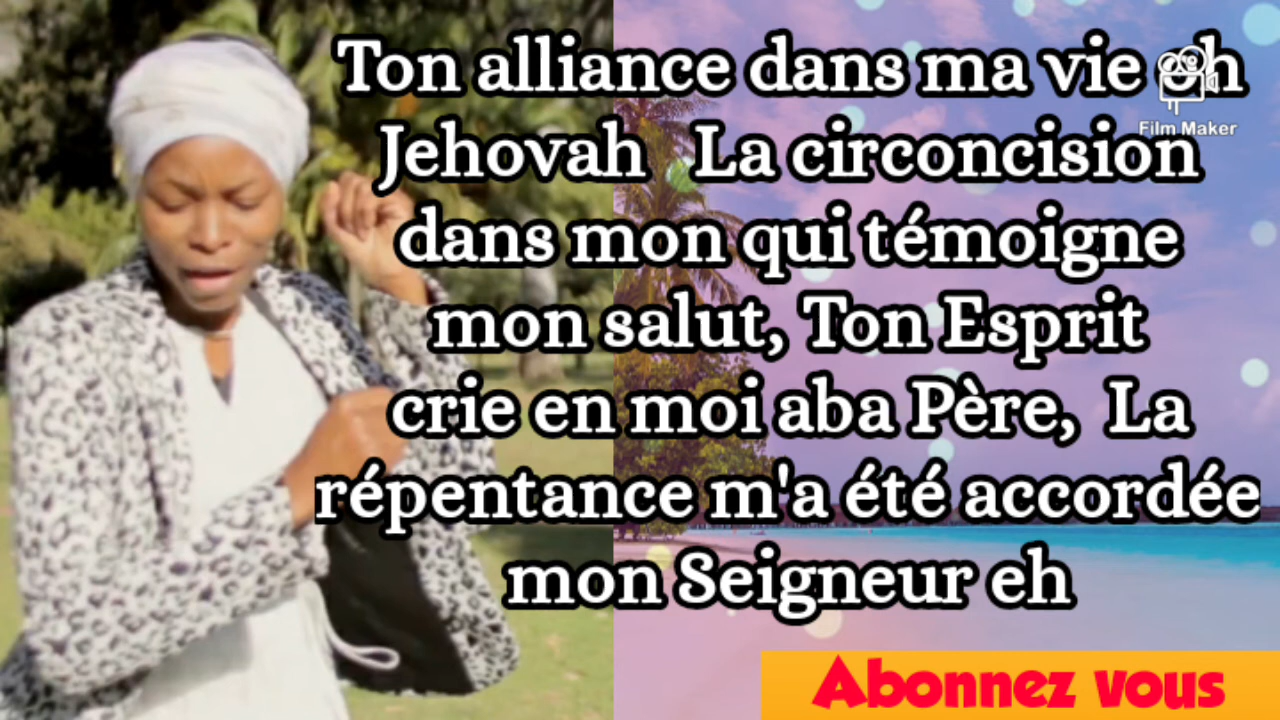 Ton alliance dans ma vie eh
Film Maker
Jehovah La circoncision
dans mon qui témoigne
mon salut, Ton Esprit
crie en moi aba Père, La
répentance m'a été accordée
mon Seigneur eh
Abonnez vous